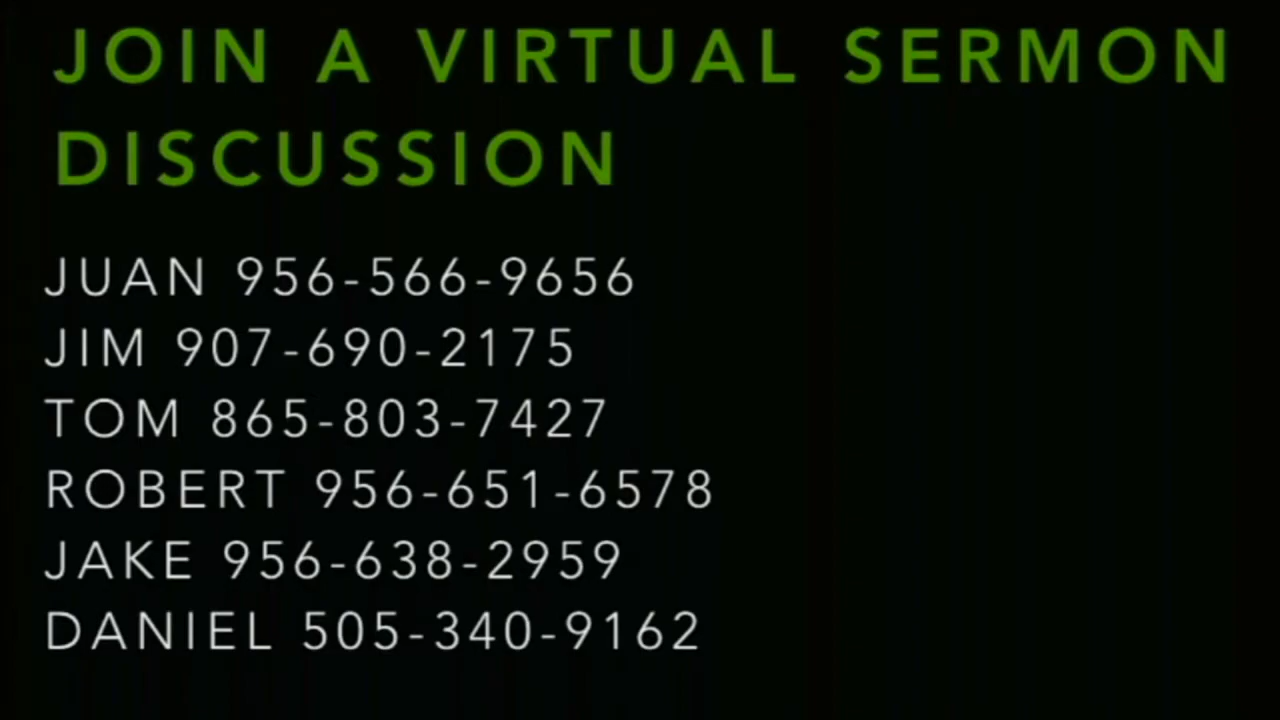 JOIN A VIRTUAL SERMON
DISCUSSION
JUAN 956-566-9656
JIM 907-690-2175
TOM 865-803-7427
ROBERT 956-651-6578
JAKE 956-638-2959
DANIEL 505-340-9162